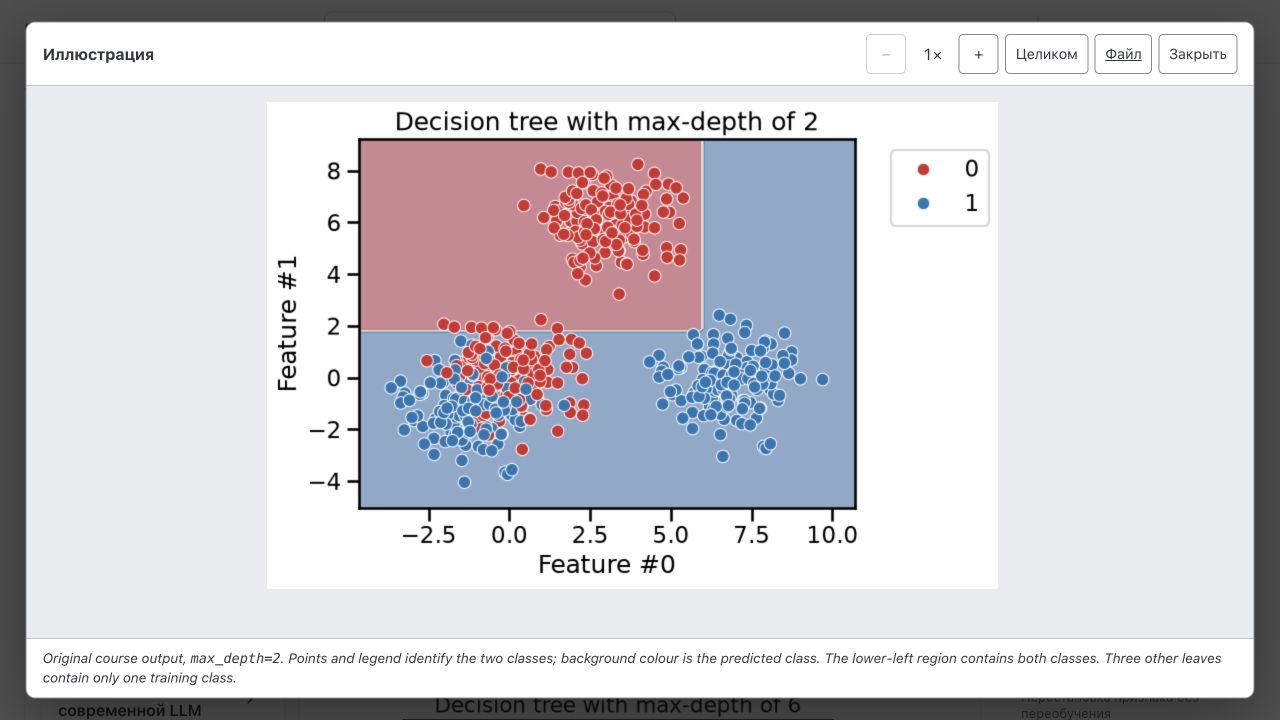 Иллюстрация
−
1×
+
Целиком
Файл
Закрыть
Decision tree with max-depth of 2
0
1
8
6
4
2
0
−2
−4
Feature #1
−2.5 0.0 2.5 5.0 7.5 10.0
Feature #0
Original course output, max_depth=2. Points and legend identify the two classes; background colour is the predicted class. The lower-left region contains both classes. Three other leaves
contain only one training class.
современной LLM
Decision tree with max-depth of 6
Перестановка признака без
переобучения